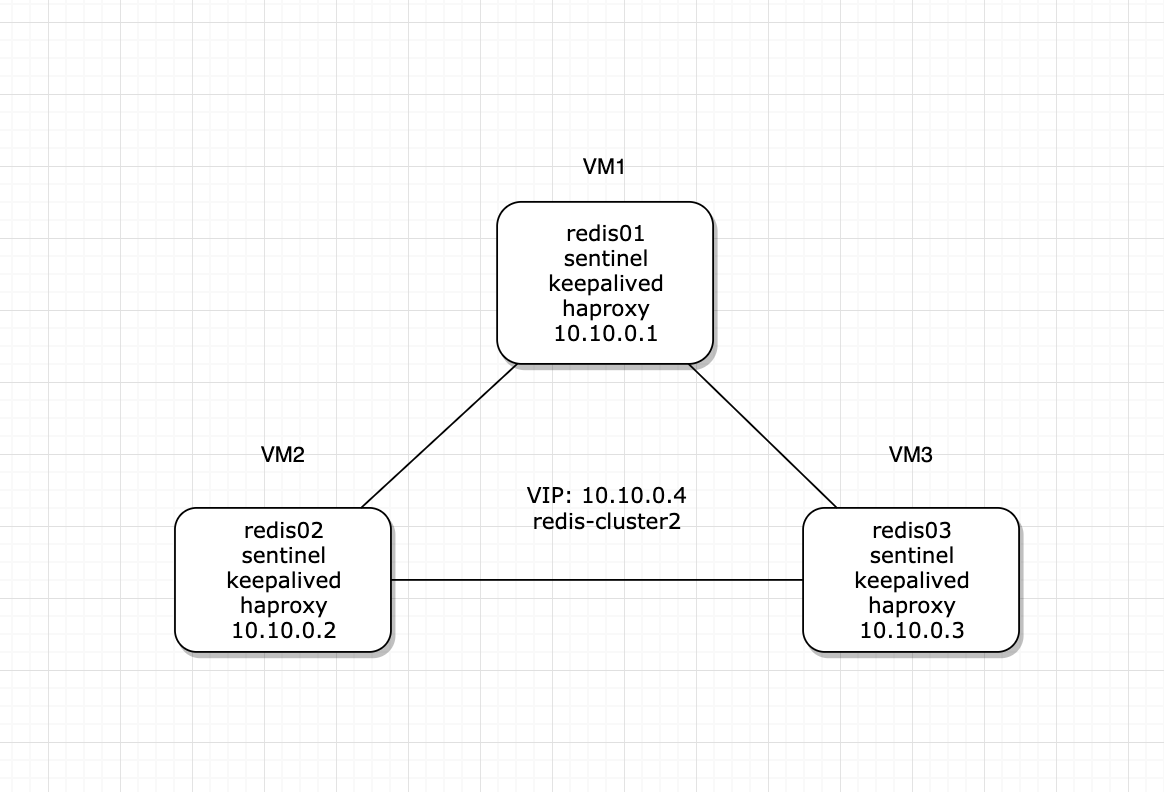 VM1
redis01
sentinel
keepalived
haproxy
10.10.0.1
VM2
VM3
VIP: 10.10.0.4
redis-cluster2
redis02
sentinel
keepalived
haproxy
10.10.0.2
redis03
sentinel
keepalived
haproxy
10.10.0.3